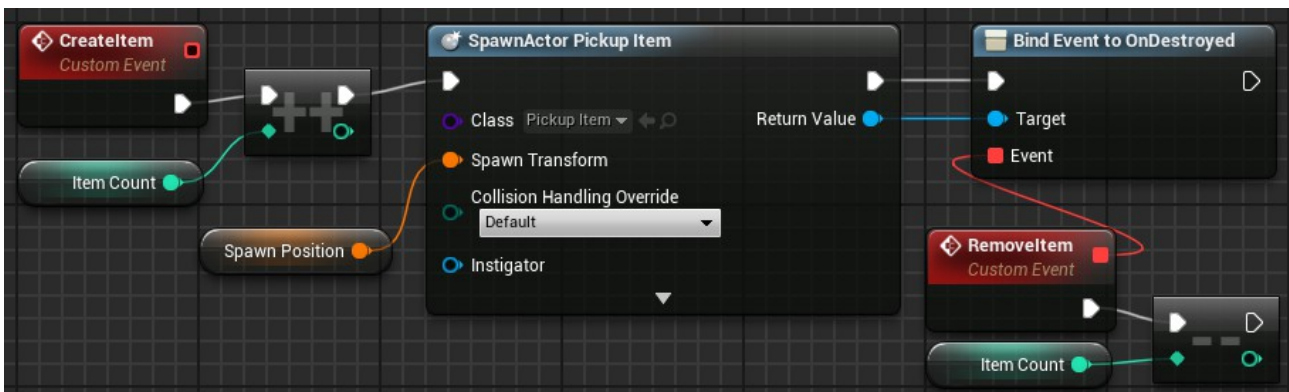 CreateItem
Custom Event
++
Item Count
Spawn Position
SpawnActor Pickup Item
Class Pickup Item
Spawn Transform
Collision Handling Override
Default
Instigator
Return Value
Bind Event to OnDestroyed
Target
Event
RemoveItem
Custom Event
Item Count
--